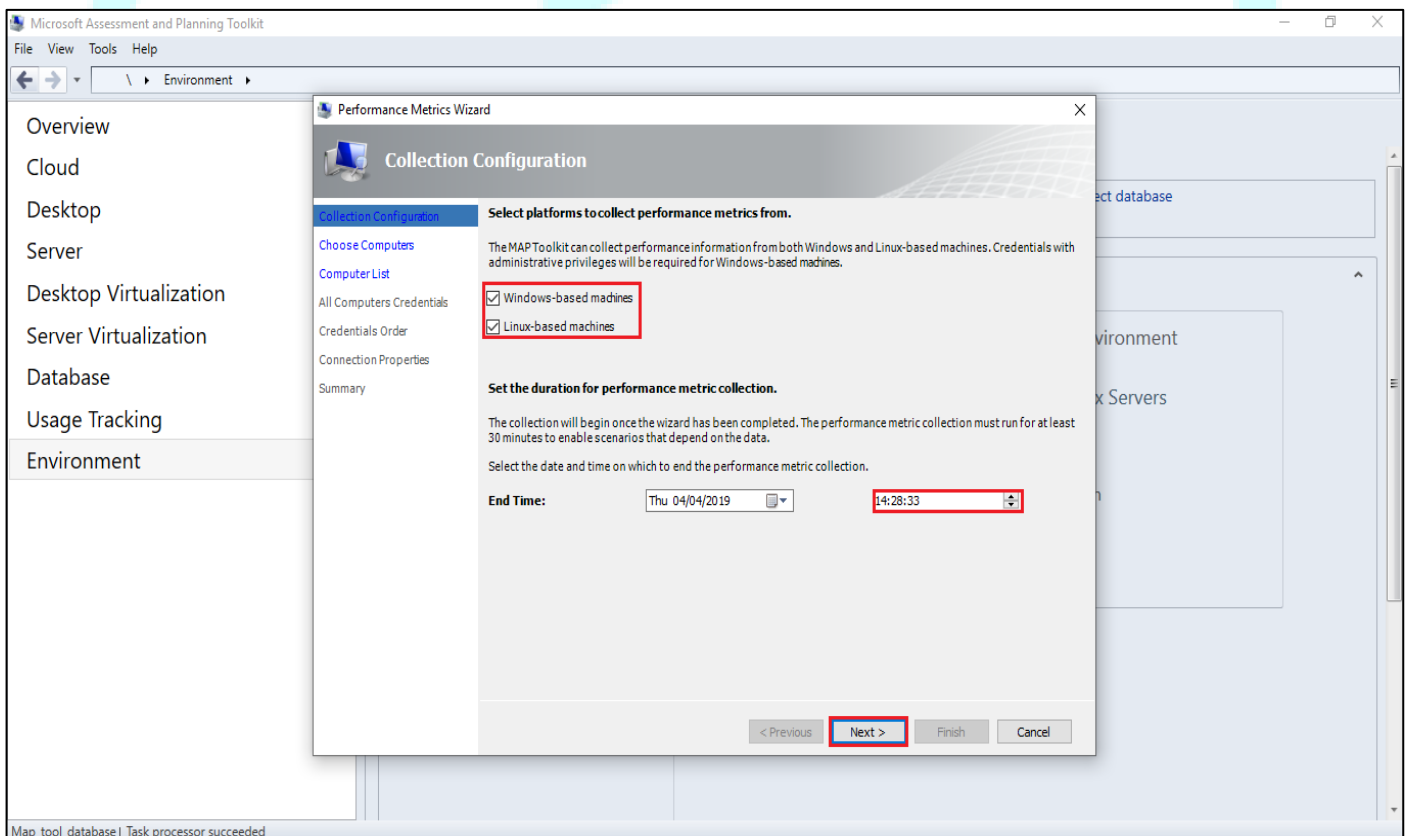 Microsoft Assessment and Planning Toolkit
File View Tools Help
\ Environment
Overview
Cloud
Desktop
Server
Desktop Virtualization
Server Virtualization
Database
Usage Tracking
Environment
Performance Metrics Wizard
Collection Configuration
Collection Configuration
Choose Computers
Computer List
All Computers Credentials
Credentials Order
Connection Properties
Summary
Select platforms to collect performance metrics from.
The MAP Toolkit can collect performance information from both Windows and Linux-based machines. Credentials with
administrative privileges will be required for Windows-based machines.
Windows-based machines
Linux-based machines
Set the duration for performance metric collection.
The collection will begin once the wizard has been completed. The performance metric collection must run for at least
30 minutes to enable scenarios that depend on the data.
Select the date and time on which to end the performance metric collection.
End Time: Thu 04/04/2019 14:28:33
< Previous Next > Finish Cancel
ect database
vironment
x Servers
Map_tool_database | Task processor succeeded